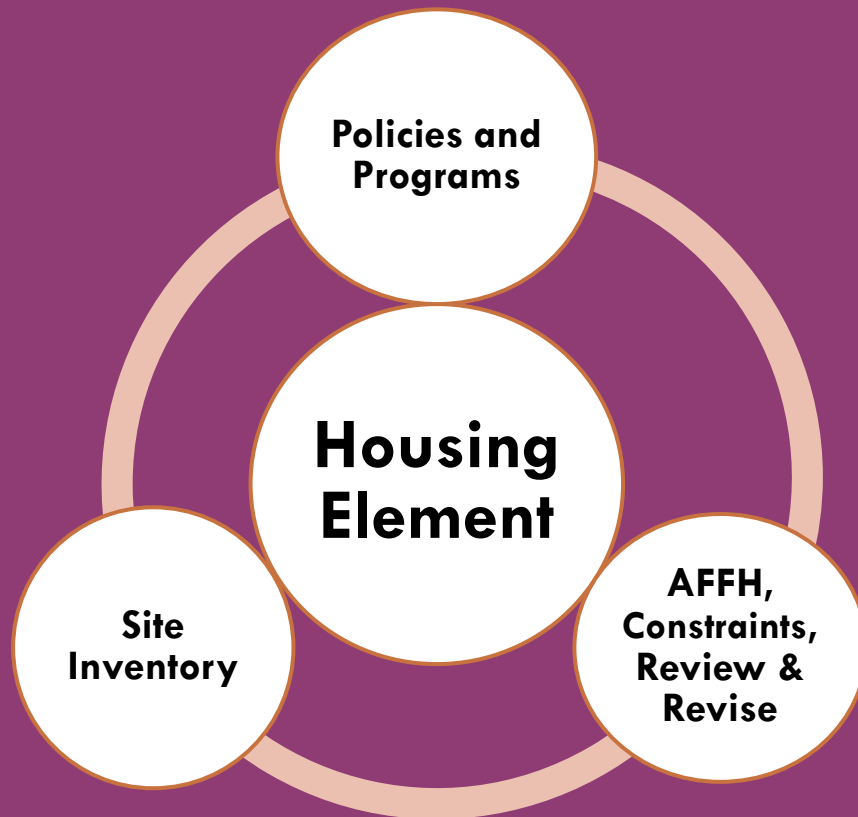 Policies and
Programs
Housing
Element
Site
Inventory
AFFH,
Constraints,
Review &
Revise